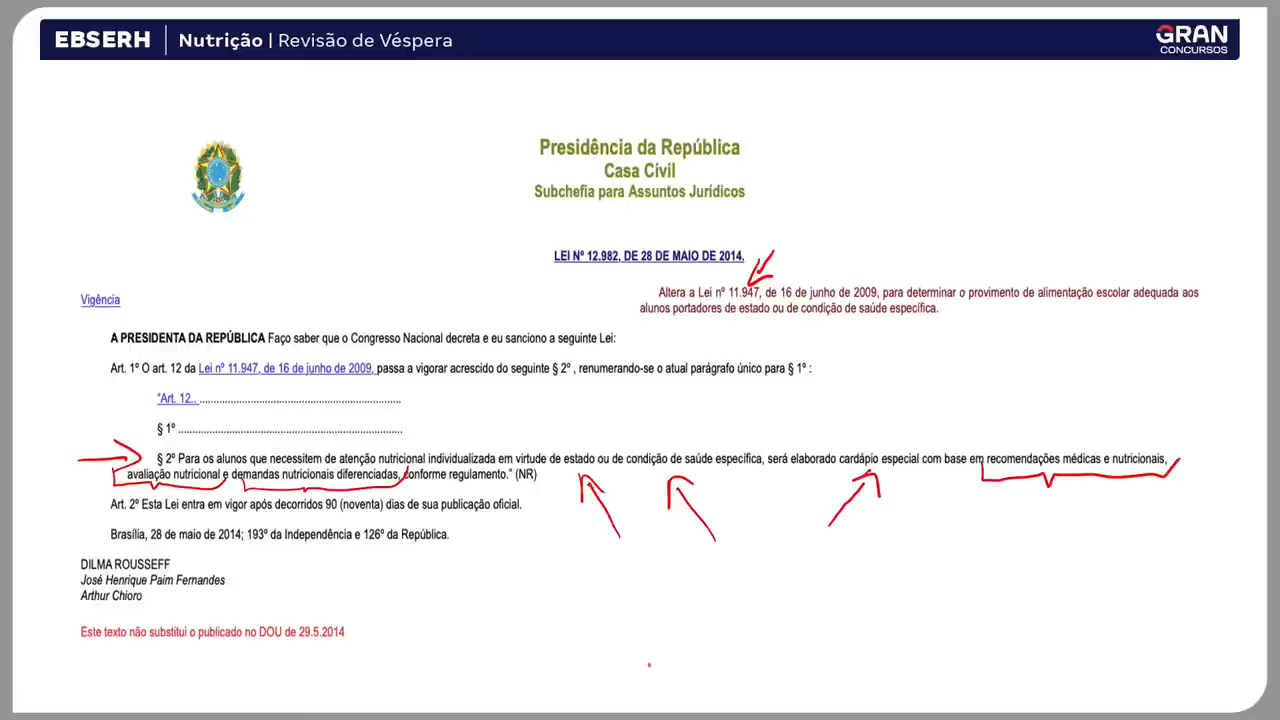 EBSERH | Nutrição | Revisão de Véspera
GRAN
CONCURSOS
Presidência da República
Casa Civil
Subchefia para Assuntos Jurídicos
LEI Nº 12.982, DE 28 DE MAIO DE 2014.
Vigência
Altera a Lei nº 11.947, de 16 de junho de 2009, para determinar o provimento de alimentação escolar adequada aos
alunos portadores de estado ou de condição de saúde específica.
A PRESIDENTA DA REPÚBLICA Faço saber que o Congresso Nacional decreta e eu sanciono a seguinte Lei:
Art. 1º O art. 12 da Lei nº 11.947, de 16 de junho de 2009, passa a vigorar acrescido do seguinte § 2º , renumerando-se o atual parágrafo único para § 1º :
“Art. 12. ....................................................................
§ 1º ...........................................................................
§ 2º Para os alunos que necessitem de atenção nutricional individualizada em virtude de estado ou de condição de saúde específica, será elaborado cardápio especial com base em recomendações médicas e nutricionais,
avaliação nutricional e demandas nutricionais diferenciadas, conforme regulamento.” (NR)
Art. 2º Esta Lei entra em vigor após decorridos 90 (noventa) dias de sua publicação oficial.
Brasília, 28 de maio de 2014; 193º da Independência e 126º da República.
DILMA ROUSSEFF
José Henrique Paim Fernandes
Arthur Chioro
Este texto não substitui o publicado no DOU de 29.5.2014